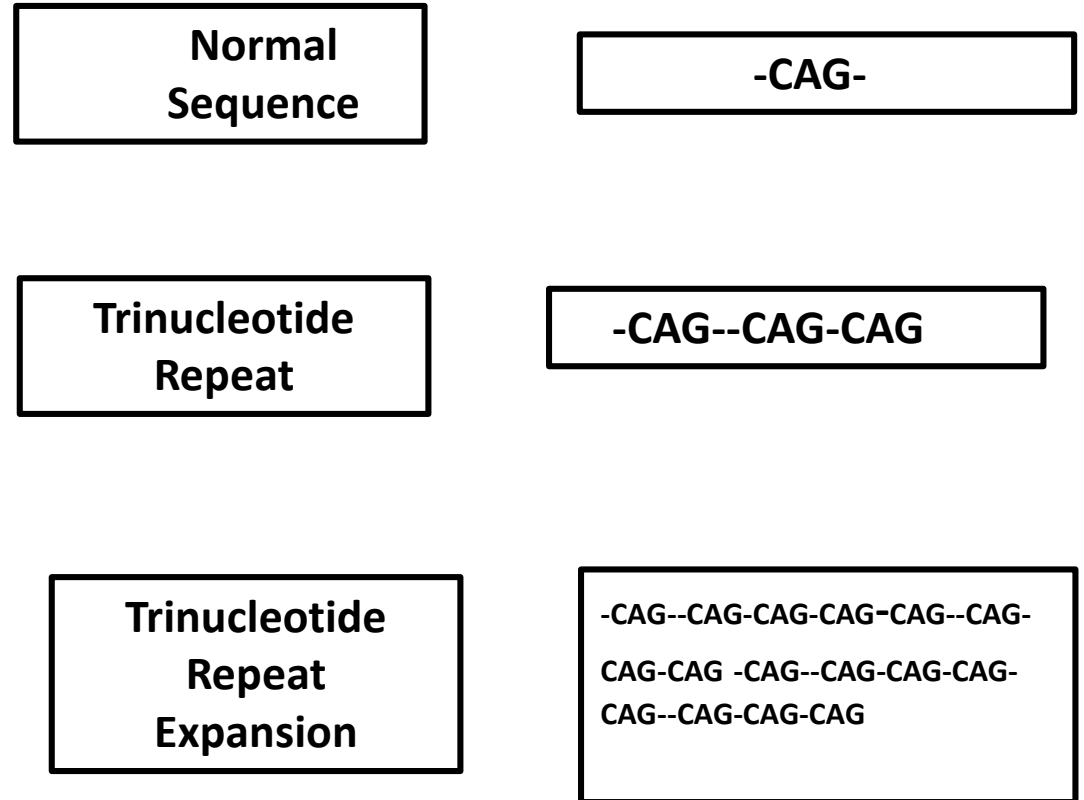 Normal
Sequence
-CAG-
Trinucleotide
Repeat
-CAG--CAG-CAG
Trinucleotide
Repeat
Expansion
-CAG--CAG-CAG-CAG-CAG--CAG-
CAG-CAG -CAG--CAG-CAG-CAG-
CAG--CAG-CAG-CAG